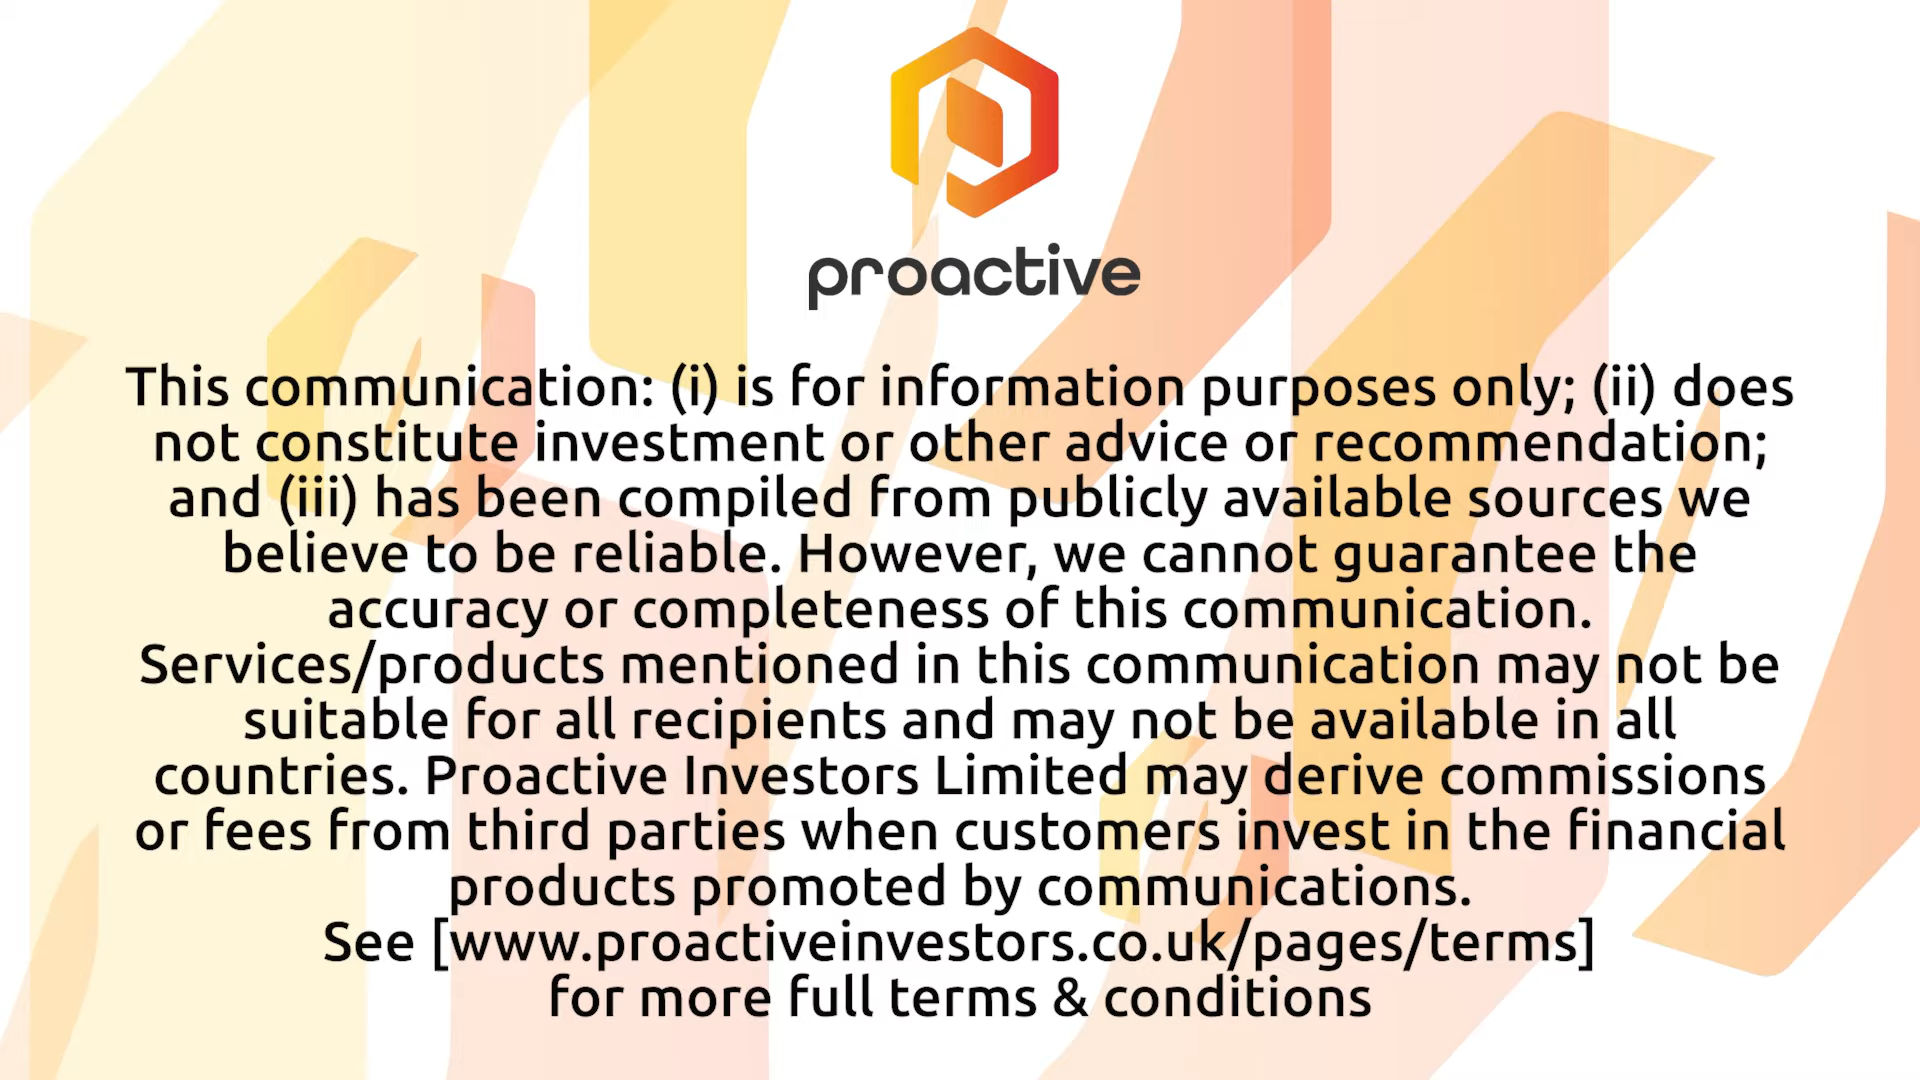 proactive
This communication: (i) is for information purposes only; (ii) does
not constitute investment or other advice or recommendation;
and (iii) has been compiled from publicly available sources we
believe to be reliable. However, we cannot guarantee the
accuracy or completeness of this communication.
Services/products mentioned in this communication may not be
suitable for all recipients and may not be available in all
countries. Proactive Investors Limited may derive commissions
or fees from third parties when customers invest in the financial
products promoted by communications.
See [www.proactiveinvestors.co.uk/pages/terms]
for more full terms & conditions